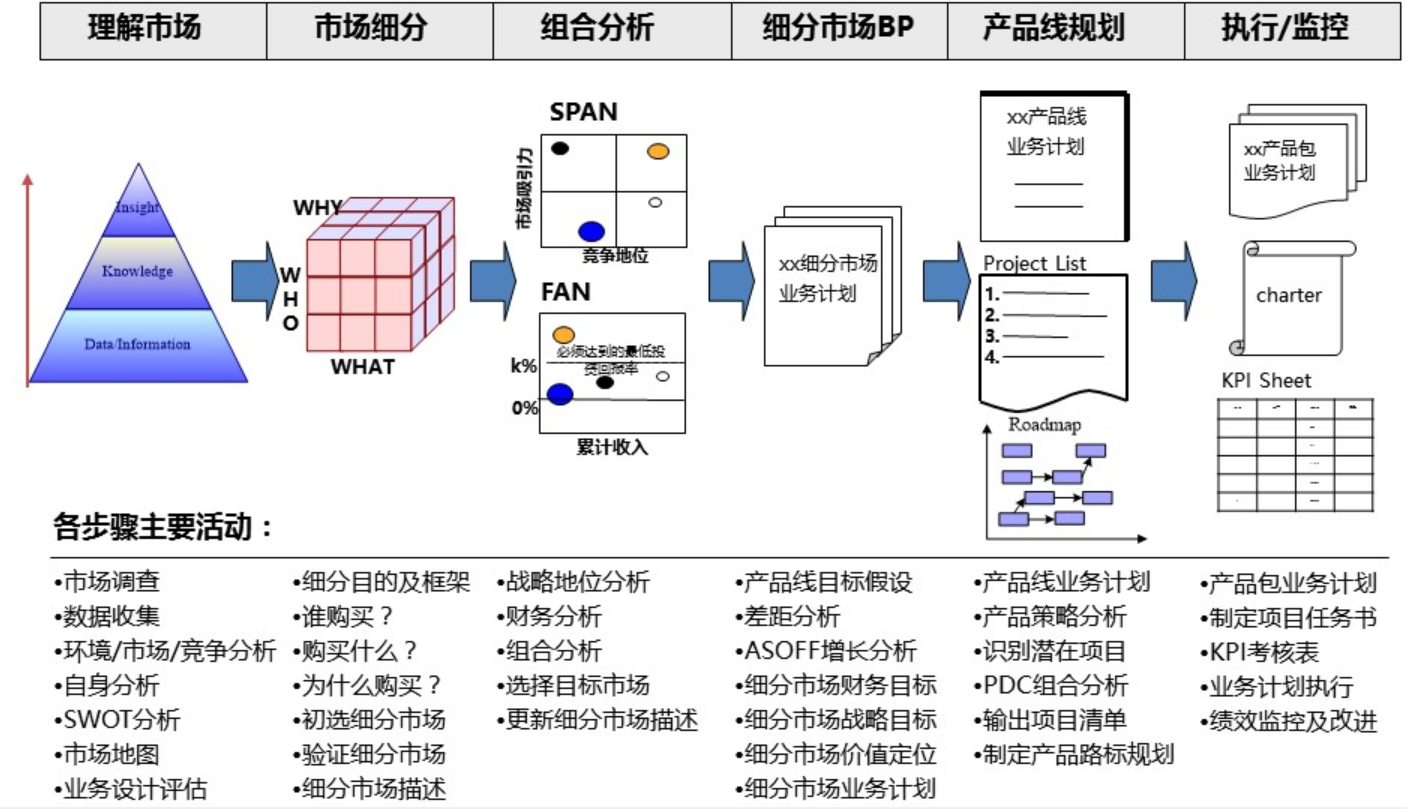 理解市场
市场细分
组合分析
细分市场BP
产品线规划
执行/监控
Insight
Knowledge
Data/Information
WHY
W
H
O
WHAT
SPAN
市场吸引力
竞争地位
FAN
必须达到的最低投
资回报率
k%
0%
累计收入
xx细分市场
业务计划
xx产品线
业务计划
Project List
1.
2.
3.
4.
Roadmap
xx产品包
业务计划
charter
KPI Sheet
各步骤主要活动：
•市场调查
•数据收集
•环境/市场/竞争分析
•自身分析
•SWOT分析
•市场地图
•业务设计评估
•细分目的及框架
•谁购买？
•购买什么？
•为什么购买？
•初选细分市场
•验证细分市场
•细分市场描述
•战略地位分析
•财务分析
•组合分析
•选择目标市场
•更新细分市场描述
•产品线目标假设
•差距分析
•ASOFF增长分析
•细分市场财务目标
•细分市场战略目标
•细分市场价值定位
•细分市场业务计划
•产品线业务计划
•产品策略分析
•识别潜在项目
•PDC组合分析
•输出项目清单
•制定产品路标规划
•产品包业务计划
•制定项目任务书
•KPI考核表
•业务计划执行
•绩效监控及改进